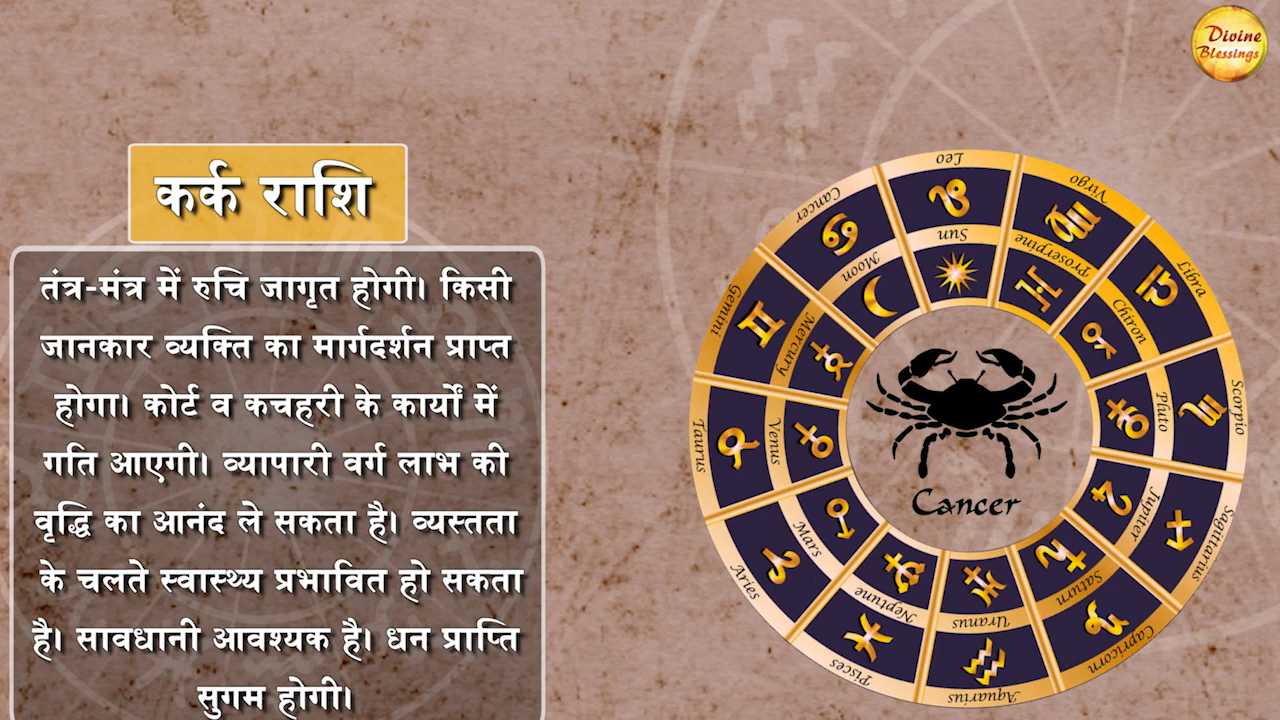 Divine
Blessings
कर्क राशि
तंत्र-मंत्र में रुचि जागृत होगी। किसी
जानकार व्यक्ति का मार्गदर्शन प्राप्त
होगा। कोर्ट व कचहरी के कार्यों में
गति आएगी। व्यापारी वर्ग लाभ की
वृद्धि का आनंद ले सकता है। व्यस्तता
के चलते स्वास्थ्य प्रभावित हो सकता
है। सावधानी आवश्यक है। धन प्राप्ति
सुगम होगी।
Leo
Virgo
Libra
Scorpio
Sagittarius
Capricorn
Aquarius
Pisces
Aries
Taurus
Gemini
Cancer
Sun
Proserpine
Chiron
Pluto
Jupiter
Saturn
Uranus
Neptune
Mars
Venus
Mercury
Moon
Cancer